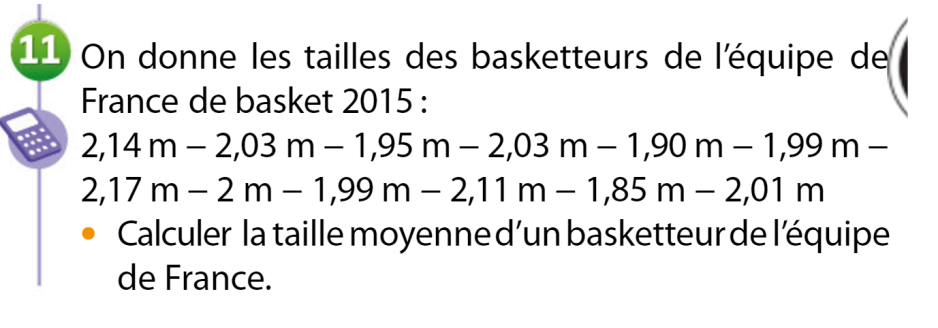 11 On donne les tailles des basketteurs de l'équipe de
France de basket 2015 :
2,14 m – 2,03 m – 1,95 m – 2,03 m – 1,90 m – 1,99 m –
2,17 m – 2 m – 1,99 m – 2,11 m – 1,85 m – 2,01 m
• Calculer la taille moyenne d'un basketteur de l'équipe
de France.